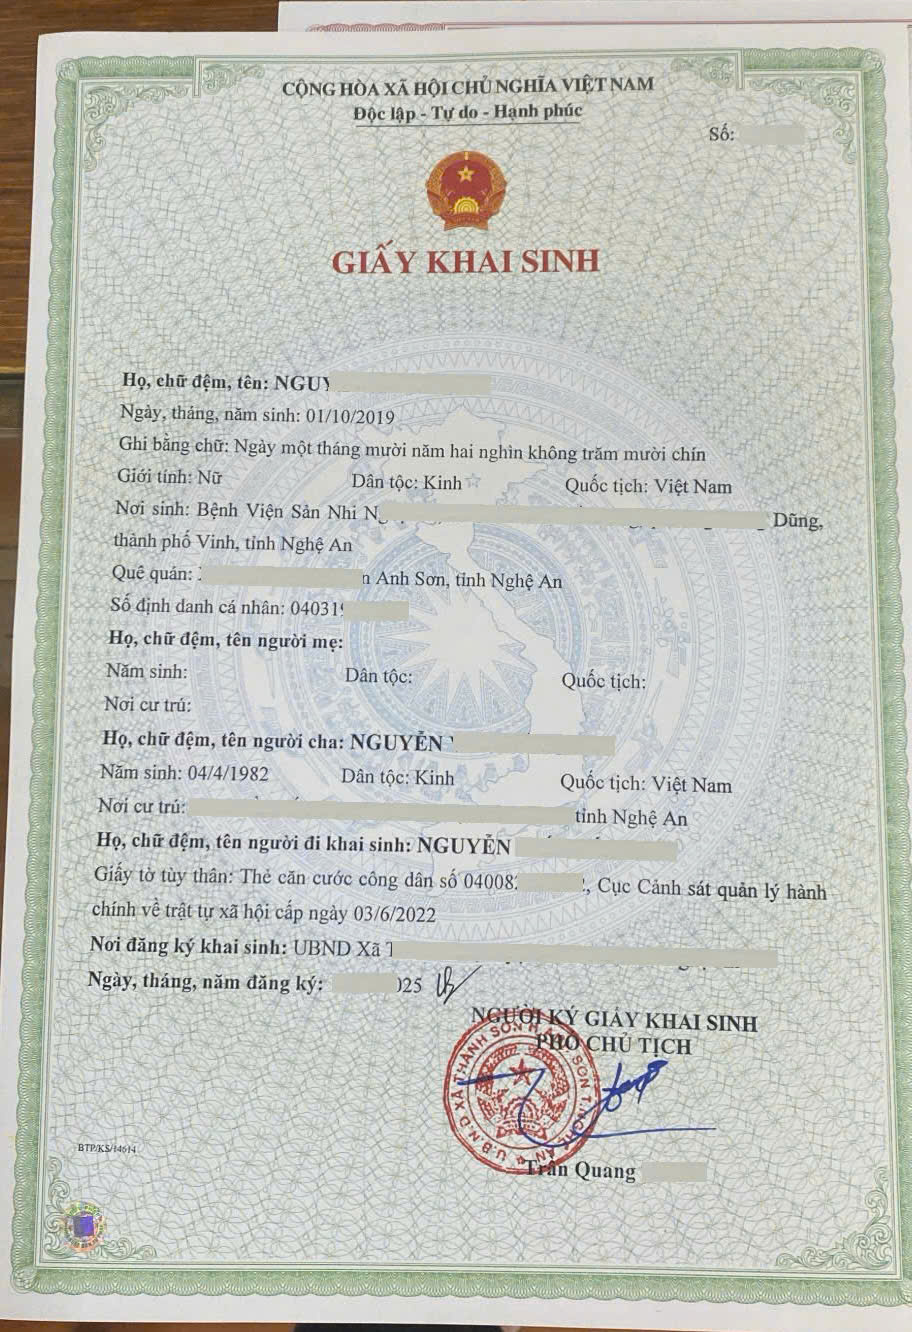 CỘNG HÒA XÃ HỘI CHỦ NGHĨA VIỆT NAM
Độc lập - Tự do - Hạnh phúc
Số:
GIẤY KHAI SINH
Họ, chữ đệm, tên: NGUY
Ngày, tháng, năm sinh: 01/10/2019
Ghi bằng chữ: Ngày một tháng mười năm hai nghìn không trăm mười chín
Giới tính: Nữ Dân tộc: Kinh Quốc tịch: Việt Nam
Nơi sinh: Bệnh Viện Sản Nhi N Dũng,
thành phố Vinh, tỉnh Nghệ An
Quê quán: Anh Sơn, tỉnh Nghệ An
Số định danh cá nhân: 04031
Họ, chữ đệm, tên người mẹ:
Năm sinh: Dân tộc: Quốc tịch:
Nơi cư trú:
Họ, chữ đệm, tên người cha: NGUYỄN
Năm sinh: 04/4/1982 Dân tộc: Kinh Quốc tịch: Việt Nam
Nơi cư trú: tỉnh Nghệ An
Họ, chữ đệm, tên người đi khai sinh: NGUYỄN
Giấy tờ tùy thân: Thẻ căn cước công dân số 04008 , Cục Cảnh sát quản lý hành
chính về trật tự xã hội cấp ngày 03/6/2022
Nơi đăng ký khai sinh: UBND Xã
Ngày, tháng, năm đăng ký: 025
NGƯỜI KÝ GIẤY KHAI SINH
PHÓ CHỦ TỊCH
U.B.N.D XÃ THÀNH SƠN H. ANH SƠN T. NGHỆ AN
Trần Quang
BTP/KS/14614